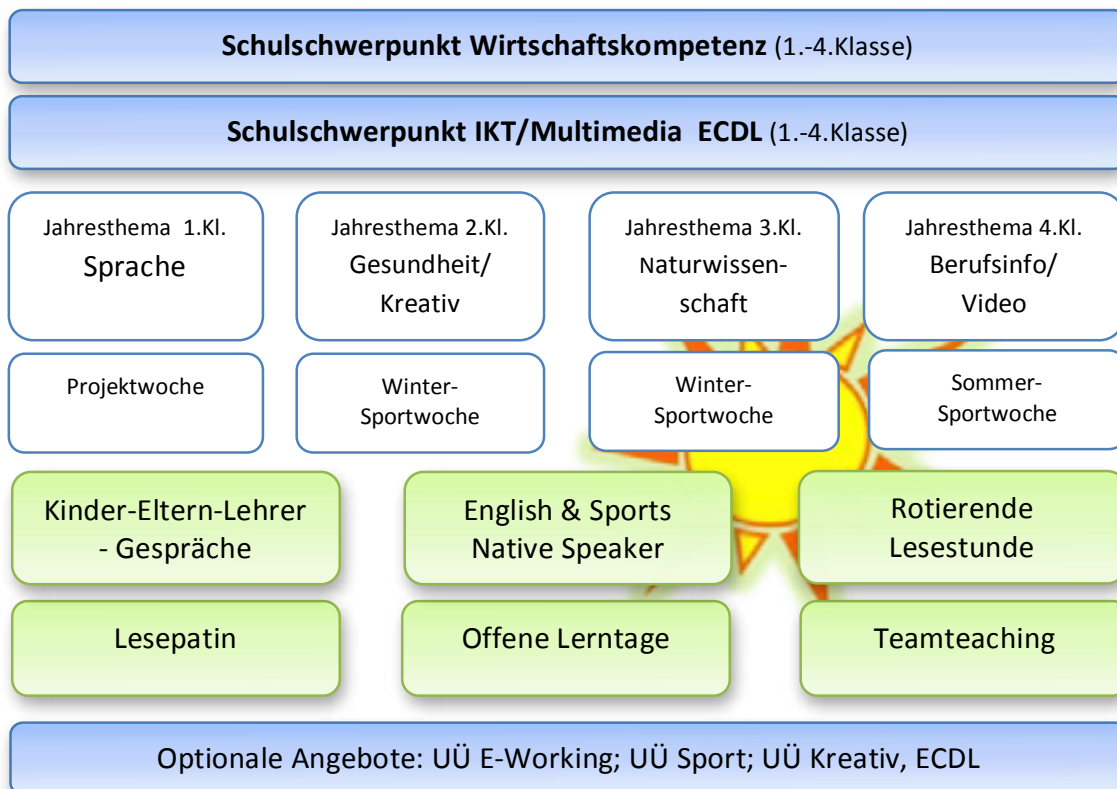 Schulschwerpunkt Wirtschaftskompetenz (1.-4.Klasse)
Schulschwerpunkt IKT/Multimedia ECDL (1.-4.Klasse)
Jahresthema 1.Kl.
Sprache
Jahresthema 2.Kl.
Gesundheit/
Kreativ
Jahresthema 3.Kl.
Naturwissen-
schaft
Jahresthema 4.Kl.
Berufsinfo/
Video
Projektwoche
Winter-
Sportwoche
Winter-
Sportwoche
Sommer-
Sportwoche
Kinder-Eltern-Lehrer
- Gespräche
English & Sports
Native Speaker
Rotierende
Lesestunde
Lesepatin
Offene Lerntage
Teamteaching
Optionale Angebote: UÜ E-Working; UÜ Sport; UÜ Kreativ, ECDL